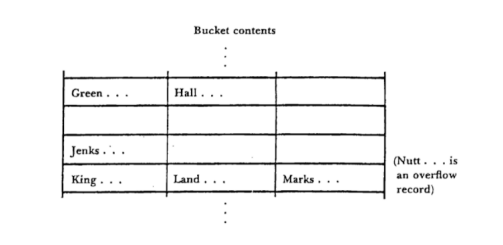 Bucket contents
.
.
.
Green . . . Hall . . .
Jenks . . .
King . . . Land . . . Marks . . .
(Nutt . . . is
an overflow
record)
.
.
.